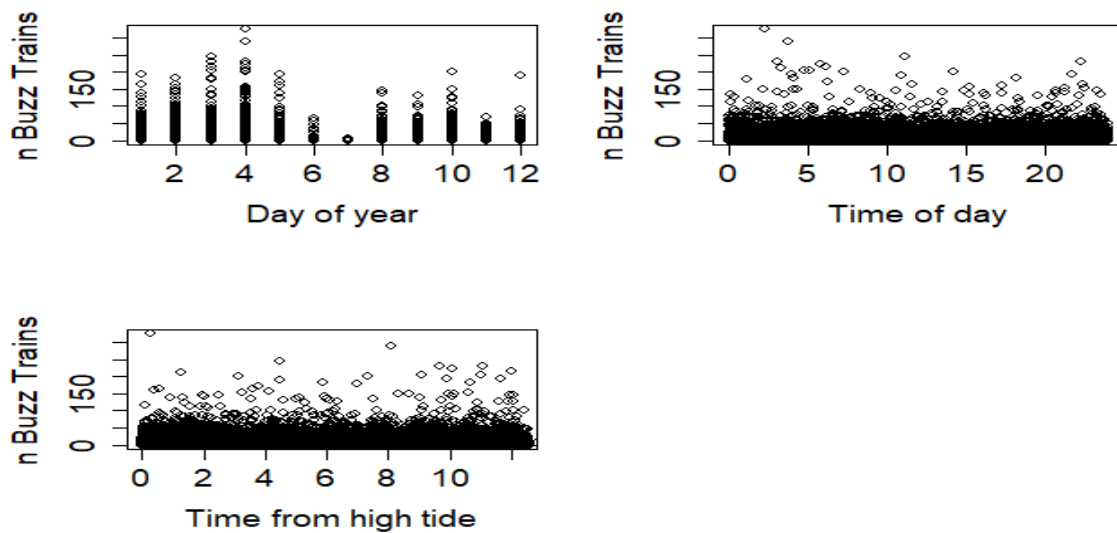 n Buzz Trains
150
0
2 4 6 8 10 12
Day of year
n Buzz Trains
150
0
0 5 10 15 20
Time of day
n Buzz Trains
150
0
0 2 4 6 8 10
Time from high tide